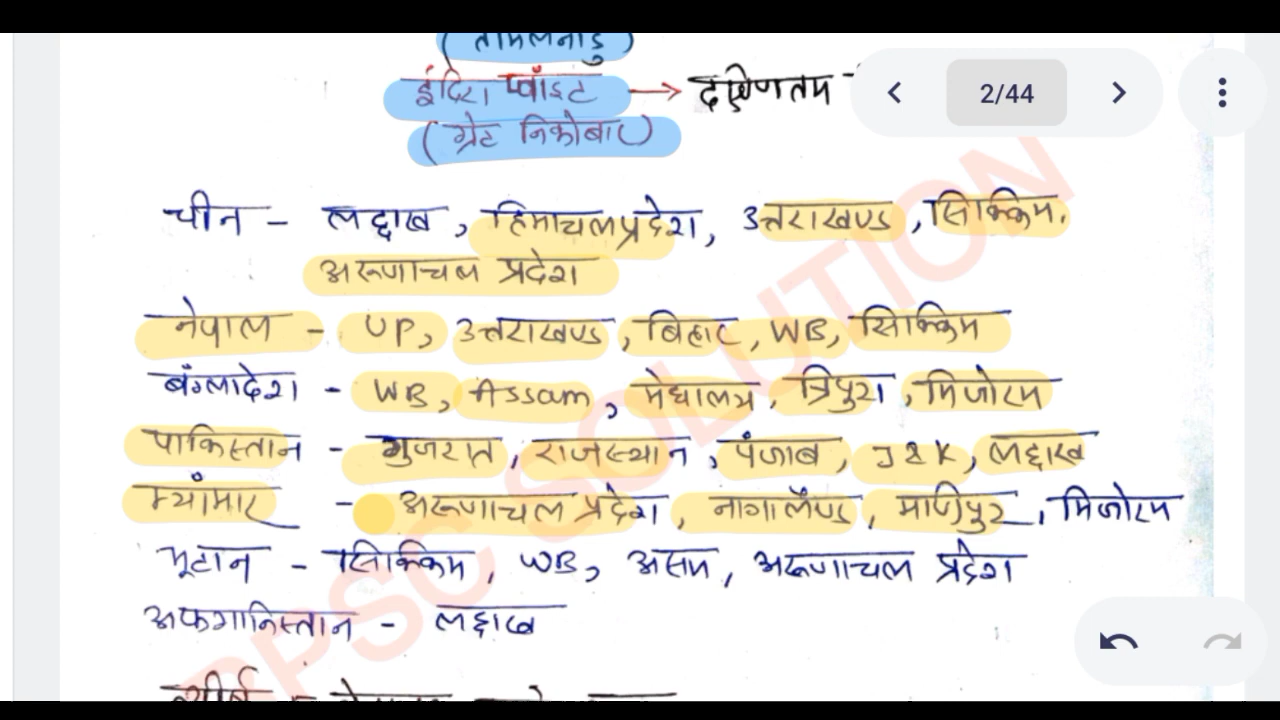 (तामिलनाडु)
इंदिरा प्वॉइंट → दक्षिणतम
2/44
(ग्रेट निकोबार)
चीन - लद्दाख, हिमाचलप्रदेश, उत्तराखण्ड, सिक्किम,
अरूणाचल प्रदेश
नेपाल - UP, उत्तराखण्ड, बिहार, WB, सिक्किम
बंग्लादेश - WB, Assam, मेघालय, त्रिपुरा, मिजोरम
पाकिस्तान - गुजरात, राजस्थान, पंजाब, J&K, लद्दाख
म्यांमार - अरूणाचल प्रदेश, नागालैण्ड, मणिपुर, मिजोरम
भूटान - सिक्किम, WB, असम, अरूणाचल प्रदेश
अफगानिस्तान - लद्दाख
PSC SOLUTION